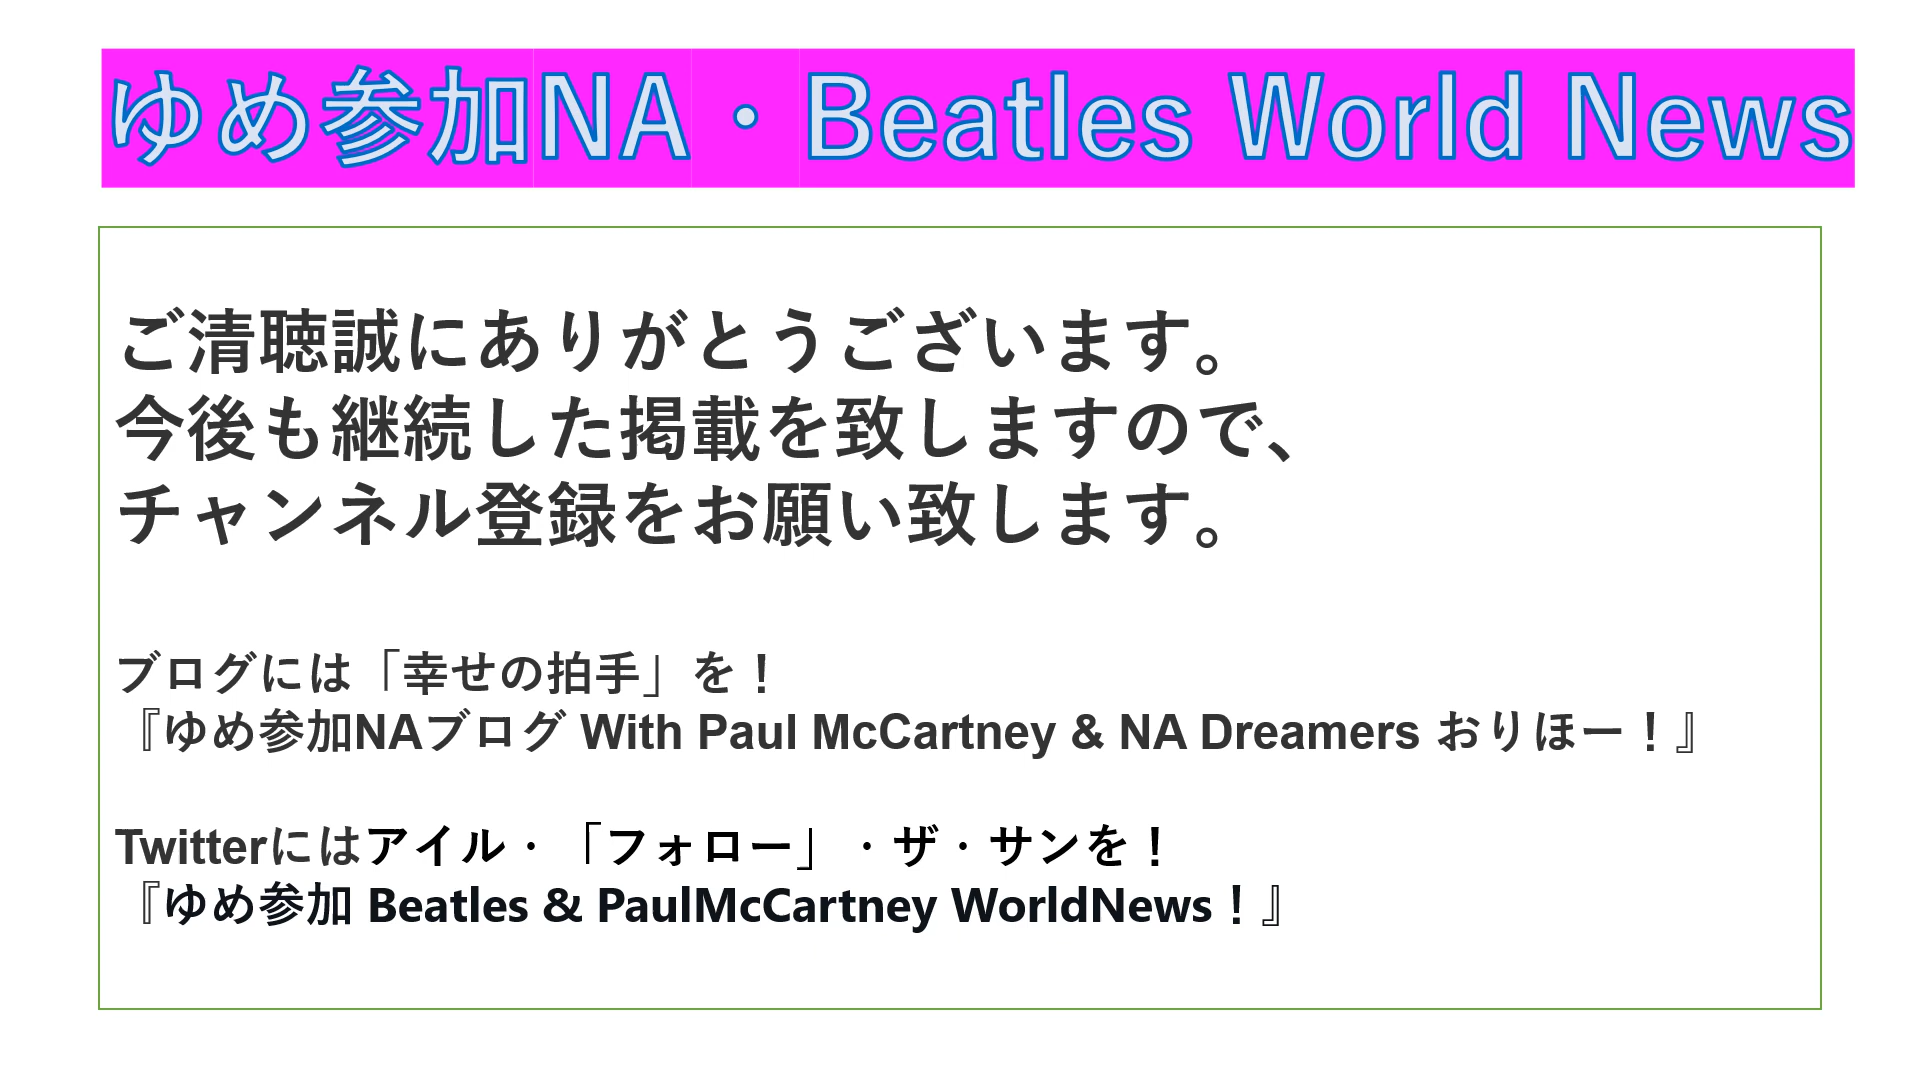 ゆめ参加NA・Beatles World News
ご清聴誠にありがとうございます。
今後も継続した掲載を致しますので、
チャンネル登録をお願い致します。
ブログには「幸せの拍手」を！
『ゆめ参加NAブログ With Paul McCartney & NA Dreamers おりほー！』
Twitterにはアイル・「フォロー」・ザ・サンを！
『ゆめ参加 Beatles & PaulMcCartney WorldNews！』